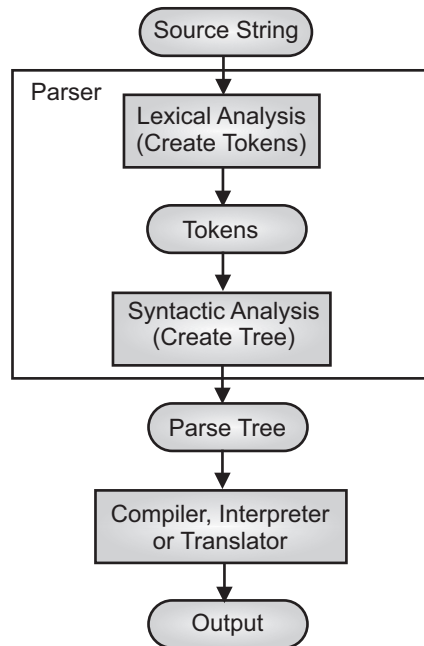 Source String
Parser
Lexical Analysis
(Create Tokens)
Tokens
Syntactic Analysis
(Create Tree)
Parse Tree
Compiler, Interpreter
or Translator
Output